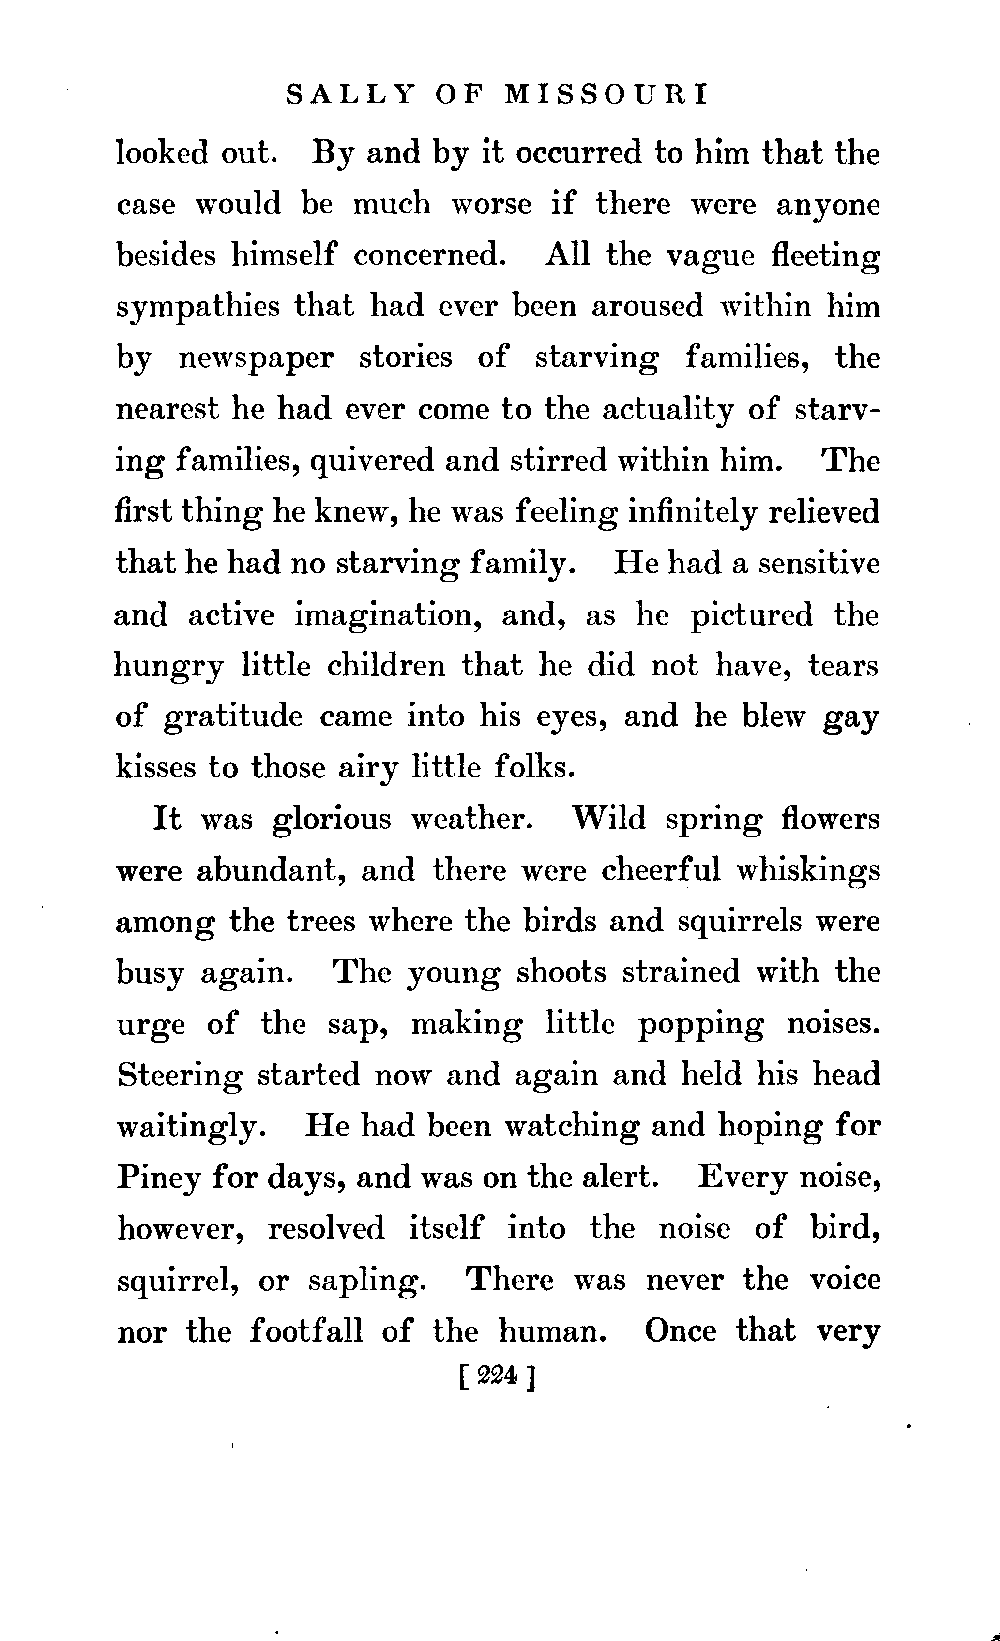 SALLY OF MISSOURI
looked out. By and by it occurred to him that the
case would be much worse if there were anyone
besides himself concerned. All the vague fleeting
sympathies that had ever been aroused within him
by newspaper stories of starving families, the
nearest he had ever come to the actuality of starv-
ing families, quivered and stirred within him. The
first thing he knew, he was feeling infinitely relieved
that he had no starving family. He had a sensitive
and active imagination, and, as he pictured the
hungry little children that he did not have, tears
of gratitude came into his eyes, and he blew gay
kisses to those airy little folks.
It was glorious weather. Wild spring flowers
were abundant, and there were cheerful whiskings
among the trees where the birds and squirrels were
busy again. The young shoots strained with the
urge of the sap, making little popping noises.
Steering started now and again and held his head
waitingly. He had been watching and hoping for
Piney for days, and was on the alert. Every noise,
however, resolved itself into the noise of bird,
squirrel, or sapling. There was never the voice
nor the footfall of the human. Once that very
[ 224 ]